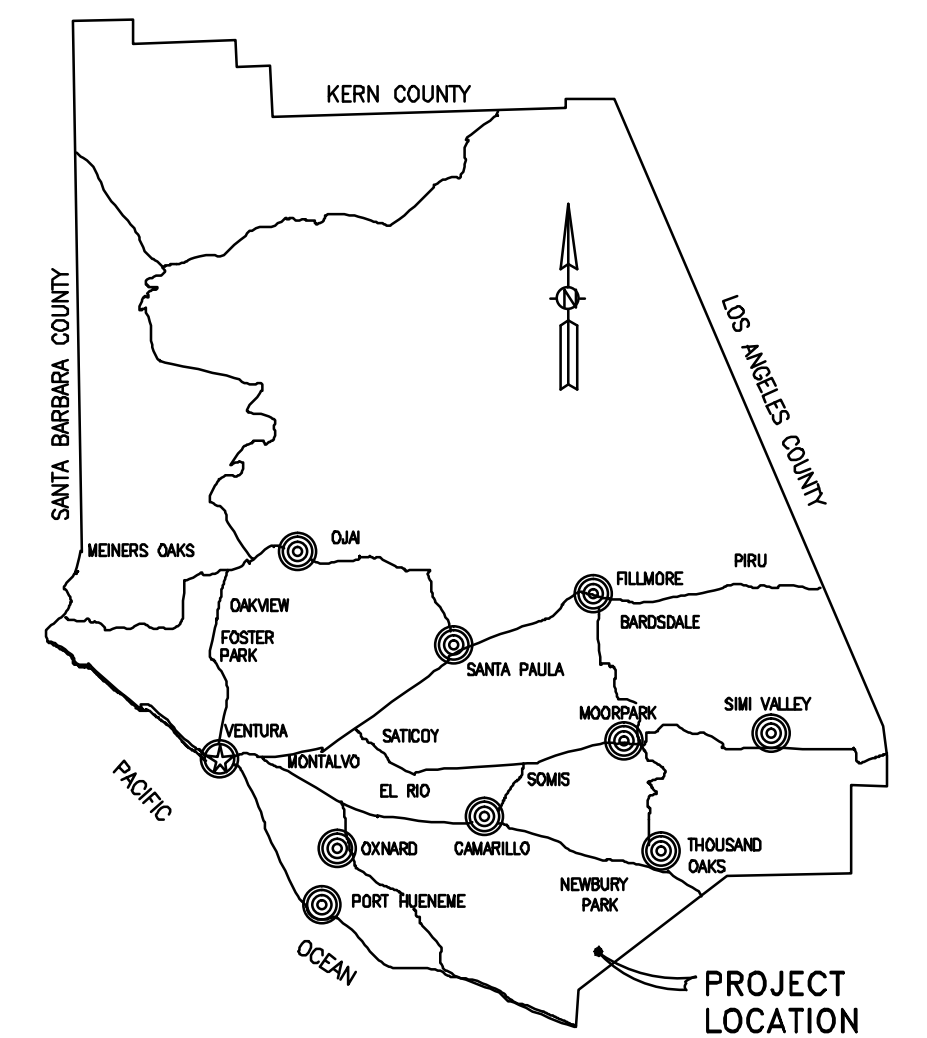 KERN COUNTY
SANTA BARBARA COUNTY
N
LOS ANGELES COUNTY
MEINERS OAKS
OJAI
PIRU
FILLMORE
OAKVIEW
BARDSDALE
FOSTER
PARK
SANTA PAULA
SIMI VALLEY
MOORPARK
VENTURA
SATICOY
MONTALVO
SOMIS
PACIFIC
EL RIO
OXNARD
CAMARILLO
THOUSAND
OAKS
NEWBURY
PARK
PORT HUENEME
OCEAN
PROJECT
LOCATION